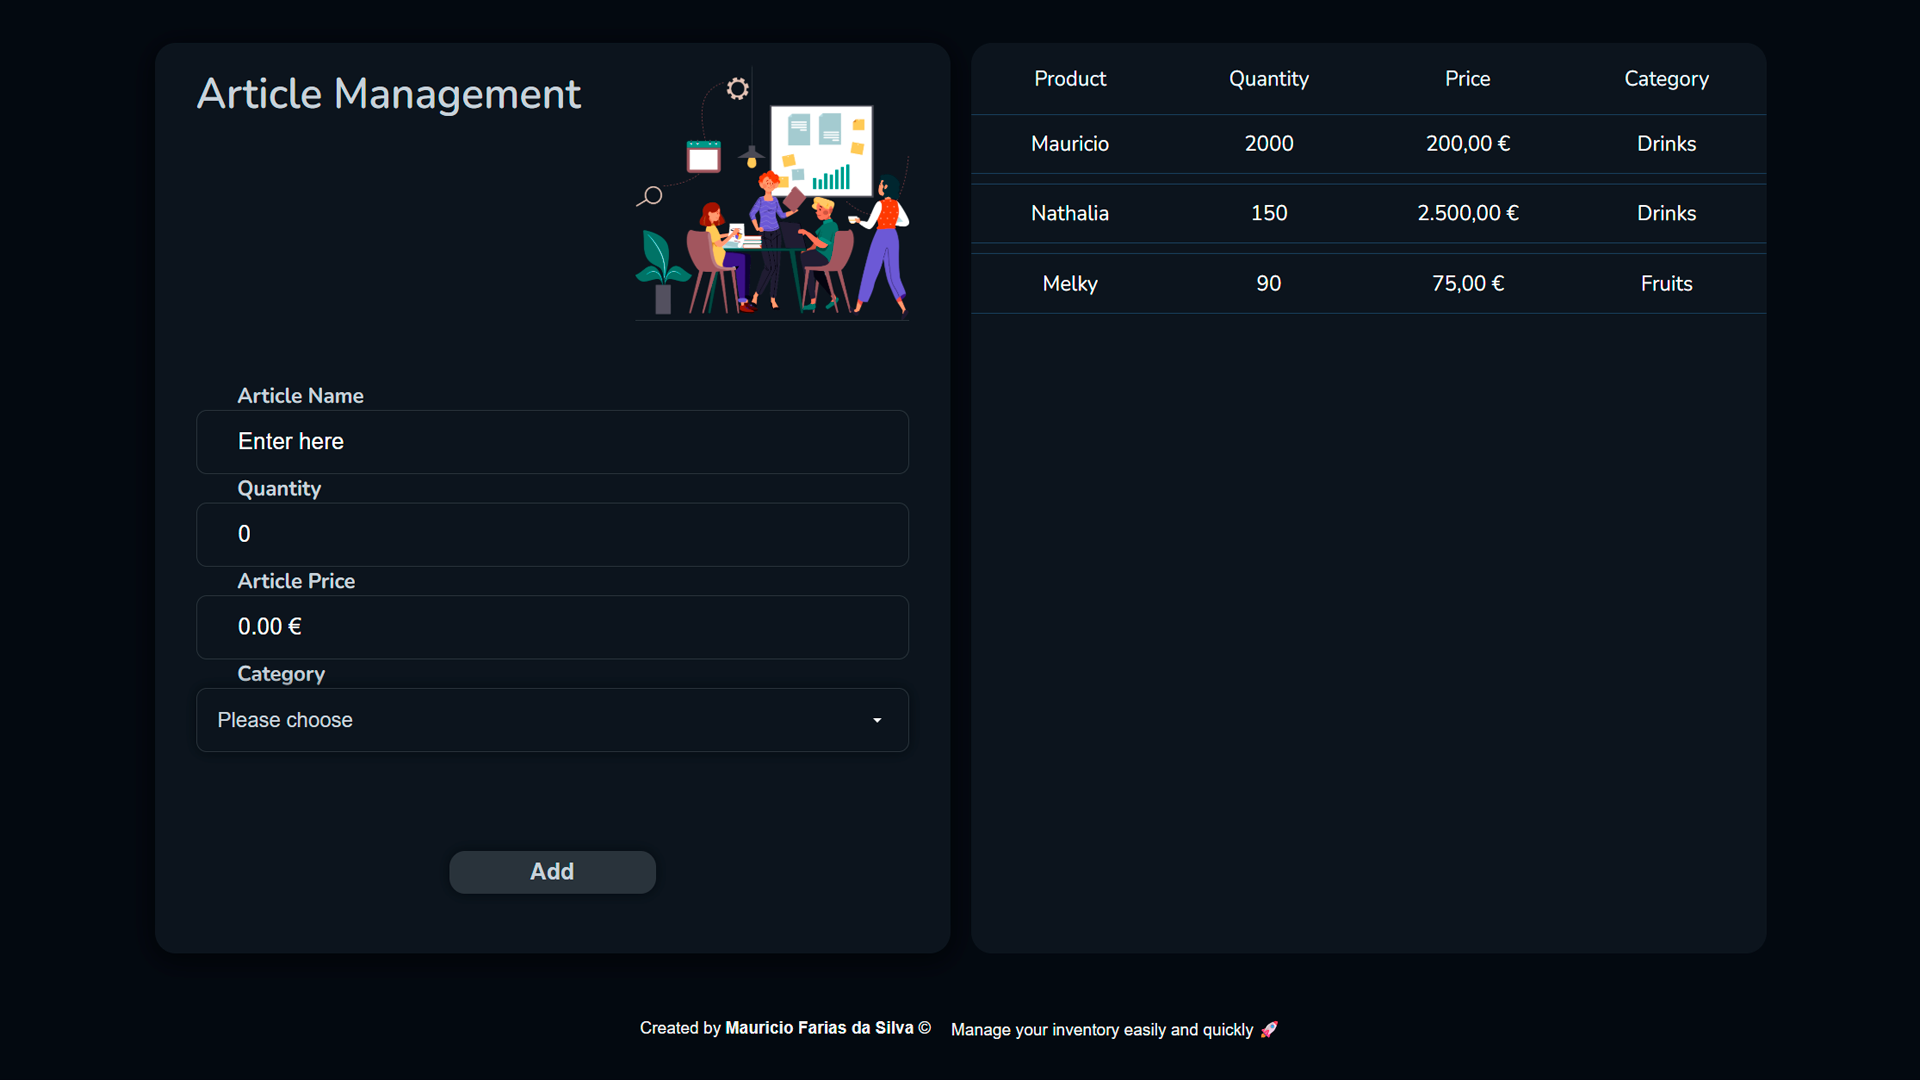 Article Management
Article Name
Enter here
Quantity
0
Article Price
0.00 €
Category
Please choose
Add
Product Quantity Price Category
Mauricio 2000 200,00 € Drinks
Nathalia 150 2.500,00 € Drinks
Melky 90 75,00 € Fruits
Created by Mauricio Farias da Silva © Manage your inventory easily and quickly 🚀